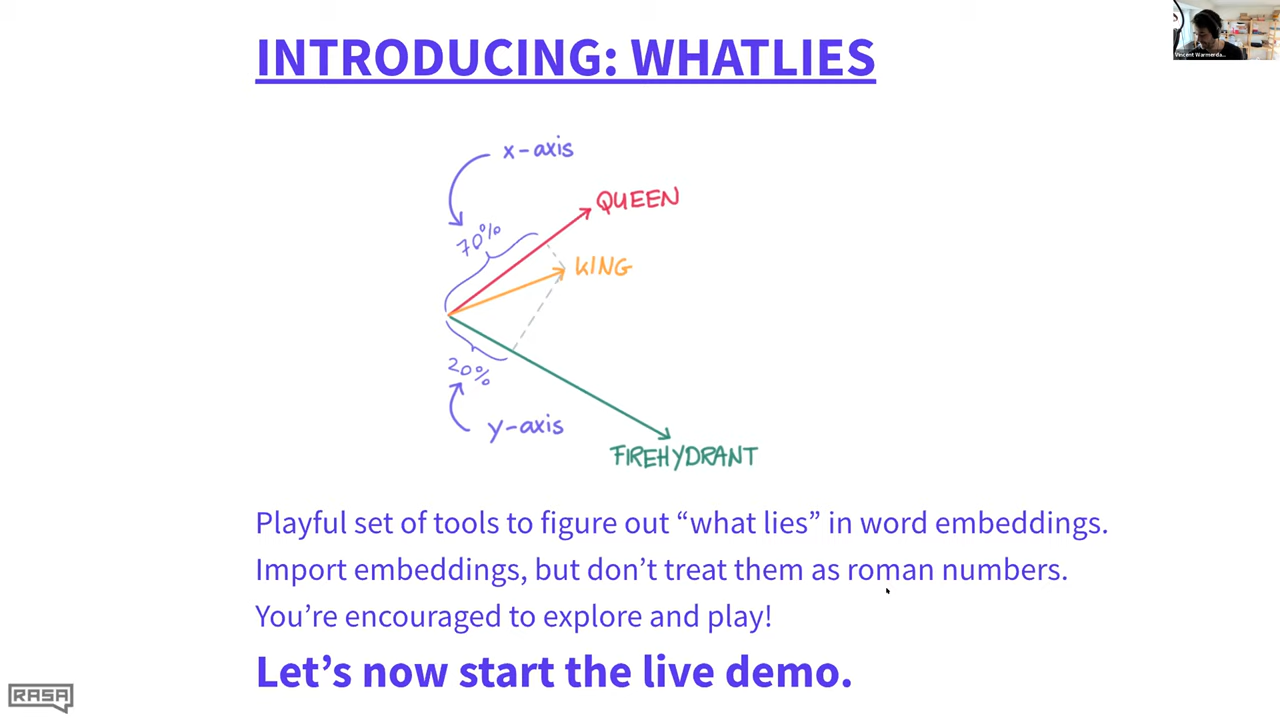 INTRODUCING: WHATLIES
Vincent Warmerda...
x-axis
QUEEN
70%
KING
20%
y-axis
FIREHYDRANT
Playful set of tools to figure out “what lies” in word embeddings.
Import embeddings, but don’t treat them as roman numbers.
You’re encouraged to explore and play!
Let’s now start the live demo.
RASA